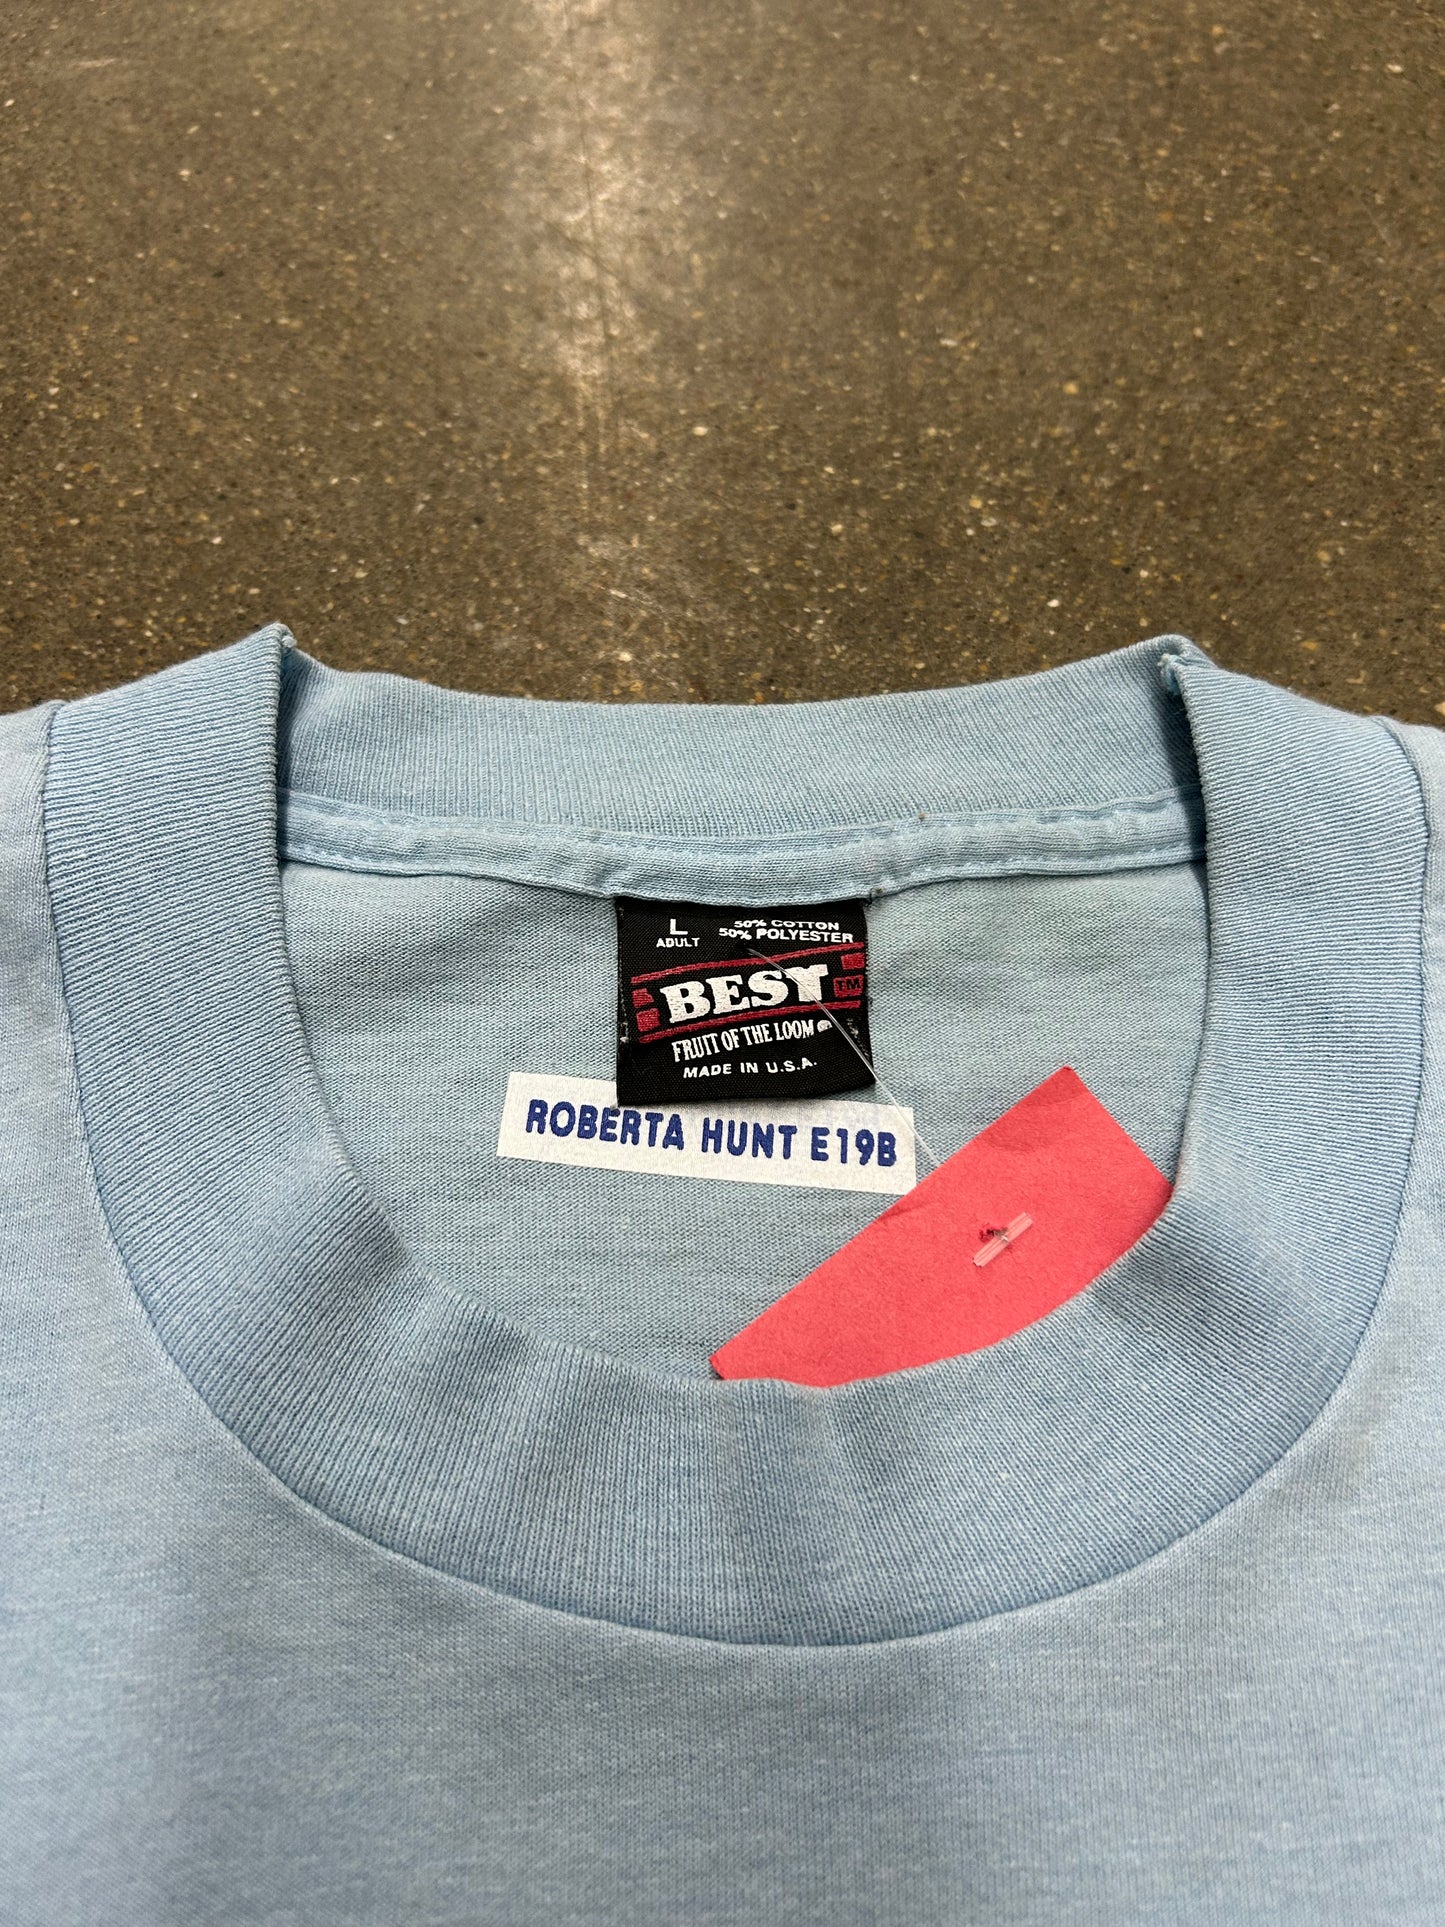 L
ADULT
50% COTTON
50% POLYESTER
BEST TM
FRUIT OF THE LOOM
MADE IN U.S.A.
ROBERTA HUNT E19B